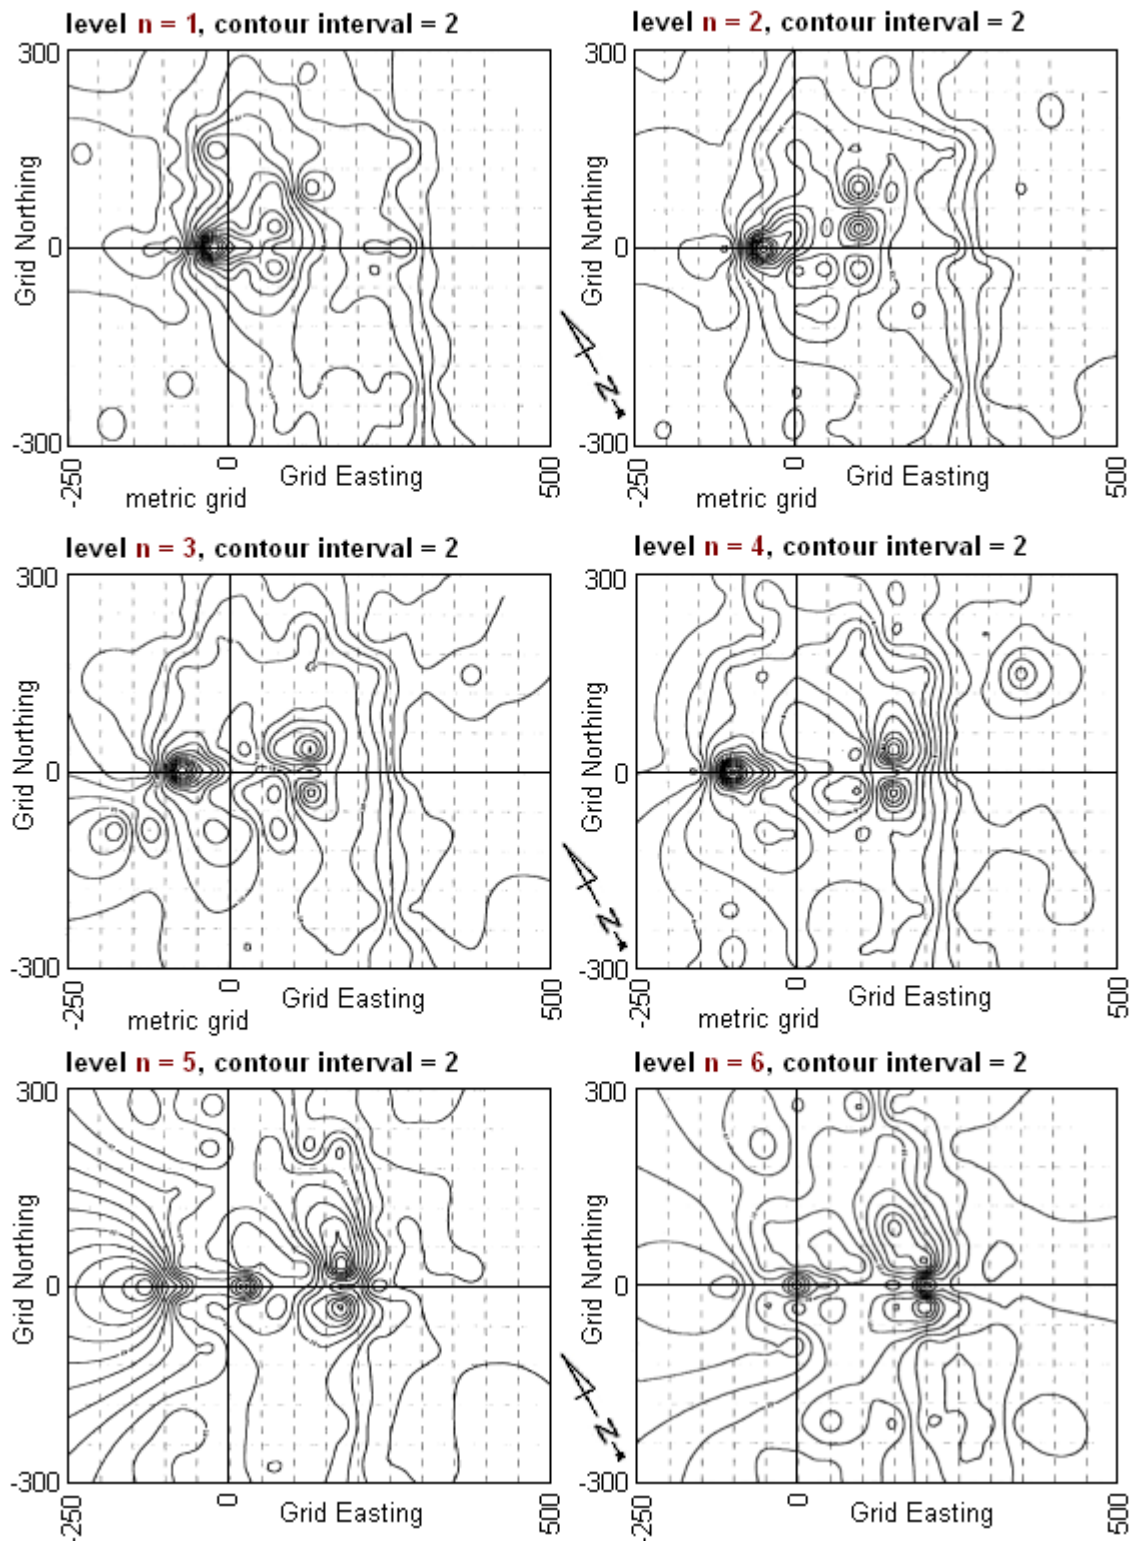 level n = 1, contour interval = 2
level n = 2, contour interval = 2
300
300
Grid Northing
Grid Northing
0
0
N
-300
-300
-250
0
Grid Easting
500
-250
0
Grid Easting
500
metric grid
metric grid
level n = 3, contour interval = 2
level n = 4, contour interval = 2
300
300
Grid Northing
Grid Northing
0
0
N
-300
-300
-250
0
Grid Easting
500
-250
0
Grid Easting
500
metric grid
metric grid
level n = 5, contour interval = 2
level n = 6, contour interval = 2
300
300
Grid Northing
Grid Northing
0
0
N
-300
-300
-250
0
Grid Easting
500
-250
0
Grid Easting
500